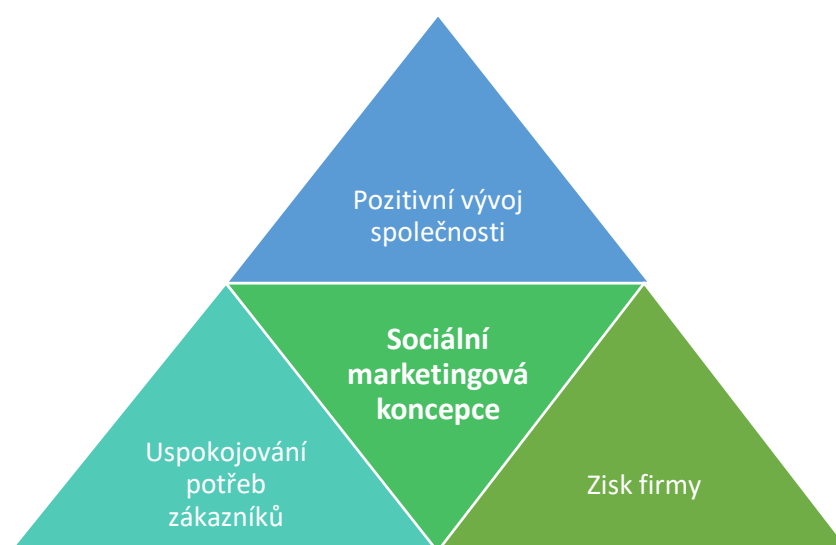 Pozitivní vývoj
společnosti
Sociální
marketingová
koncepce
Uspokojování
potřeb
zákazníků
Zisk firmy